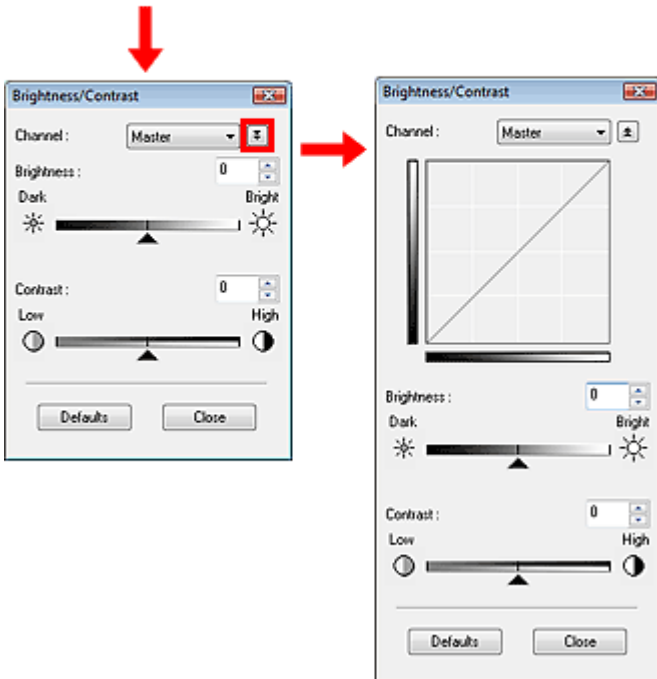 Brightness/Contrast
Channel : Master
Brightness : 0
Dark Bright
Contrast : 0
Low High
Defaults Close
Brightness/Contrast
Channel : Master
Brightness : 0
Dark Bright
Contrast : 0
Low High
Defaults Close